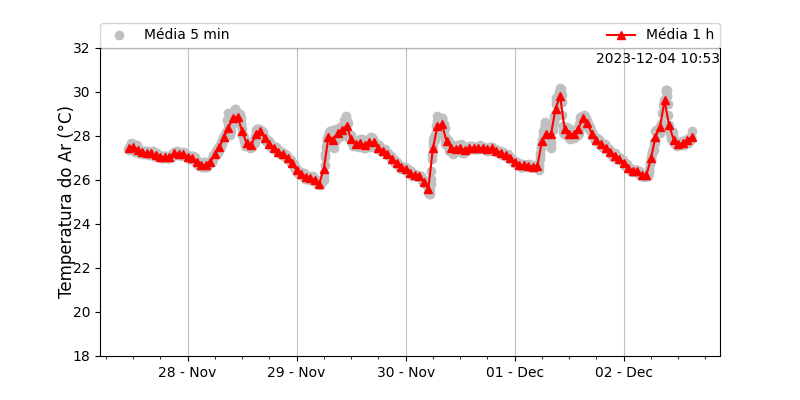 Média 5 min
Média 1 h
2023-12-04 10:53
Temperatura do Ar (°C)
32
30
28
26
24
22
20
18
28 - Nov
29 - Nov
30 - Nov
01 - Dec
02 - Dec